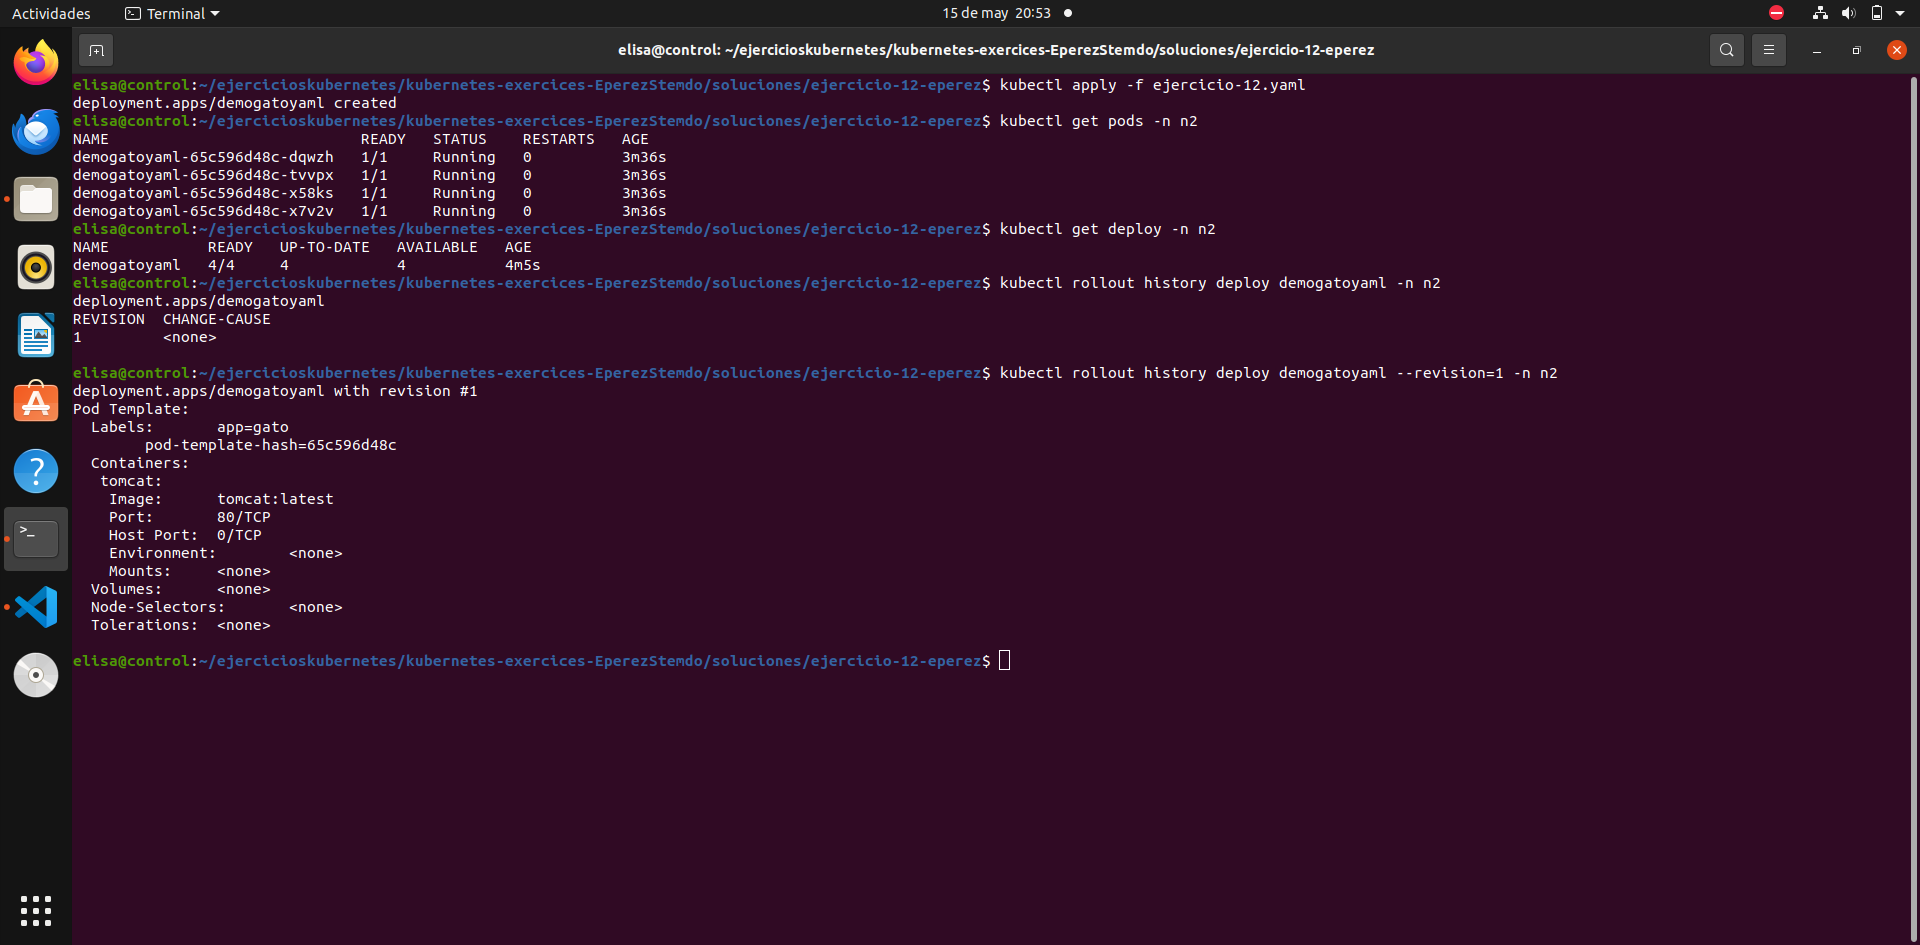 Actividades
Terminal
15 de may 20:53
elisa@control: ~/ejercicioskubernetes/kubernetes-exercices-EperezStemdo/soluciones/ejercicio-12-eperez
elisa@control:~/ejercicioskubernetes/kubernetes-exercices-EperezStemdo/soluciones/ejercicio-12-eperez$ kubectl apply -f ejercicio-12.yaml
deployment.apps/demogatoyaml created
elisa@control:~/ejercicioskubernetes/kubernetes-exercices-EperezStemdo/soluciones/ejercicio-12-eperez$ kubectl get pods -n n2
NAME                            READY   STATUS    RESTARTS   AGE
demogatoyaml-65c596d48c-dqwzh   1/1     Running   0          3m36s
demogatoyaml-65c596d48c-tvvpx   1/1     Running   0          3m36s
demogatoyaml-65c596d48c-x58ks   1/1     Running   0          3m36s
demogatoyaml-65c596d48c-x7v2v   1/1     Running   0          3m36s
elisa@control:~/ejercicioskubernetes/kubernetes-exercices-EperezStemdo/soluciones/ejercicio-12-eperez$ kubectl get deploy -n n2
NAME           READY   UP-TO-DATE   AVAILABLE   AGE
demogatoyaml   4/4     4            4           4m5s
elisa@control:~/ejercicioskubernetes/kubernetes-exercices-EperezStemdo/soluciones/ejercicio-12-eperez$ kubectl rollout history deploy demogatoyaml -n n2
deployment.apps/demogatoyaml
REVISION  CHANGE-CAUSE
1         <none>
elisa@control:~/ejercicioskubernetes/kubernetes-exercices-EperezStemdo/soluciones/ejercicio-12-eperez$ kubectl rollout history deploy demogatoyaml --revision=1 -n n2
deployment.apps/demogatoyaml with revision #1
Pod Template:
  Labels:       app=gato
        pod-template-hash=65c596d48c
  Containers:
   tomcat:
    Image:      tomcat:latest
    Port:       80/TCP
    Host Port:  0/TCP
    Environment:        <none>
    Mounts:     <none>
  Volumes:      <none>
  Node-Selectors:       <none>
  Tolerations:  <none>
elisa@control:~/ejercicioskubernetes/kubernetes-exercices-EperezStemdo/soluciones/ejercicio-12-eperez$